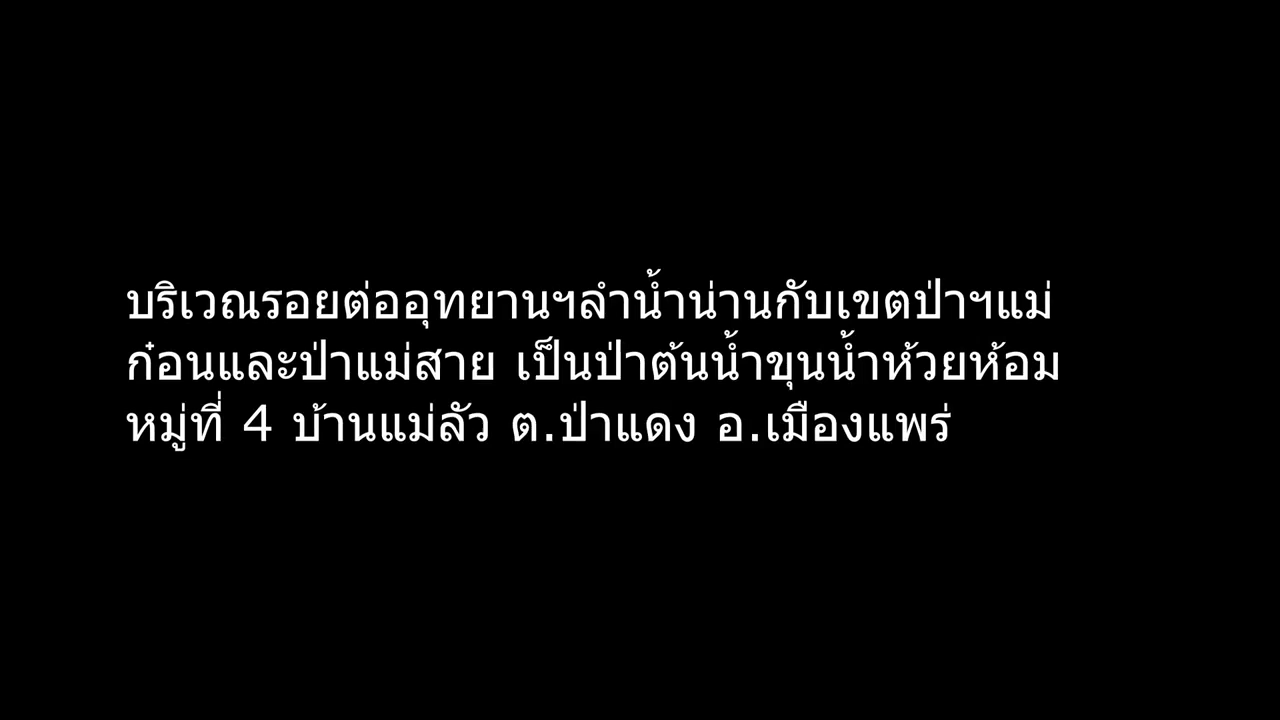 บริเวณรอยต่ออุทยานฯลำน้ำน่านกับเขตป่าฯแม่
ก๋อนและป่าแม่สาย เป็นป่าต้นน้ำขุนน้ำห้วยห้อม
หมู่ที่ 4 บ้านแม่ลัว ต.ป่าแดง อ.เมืองแพร่